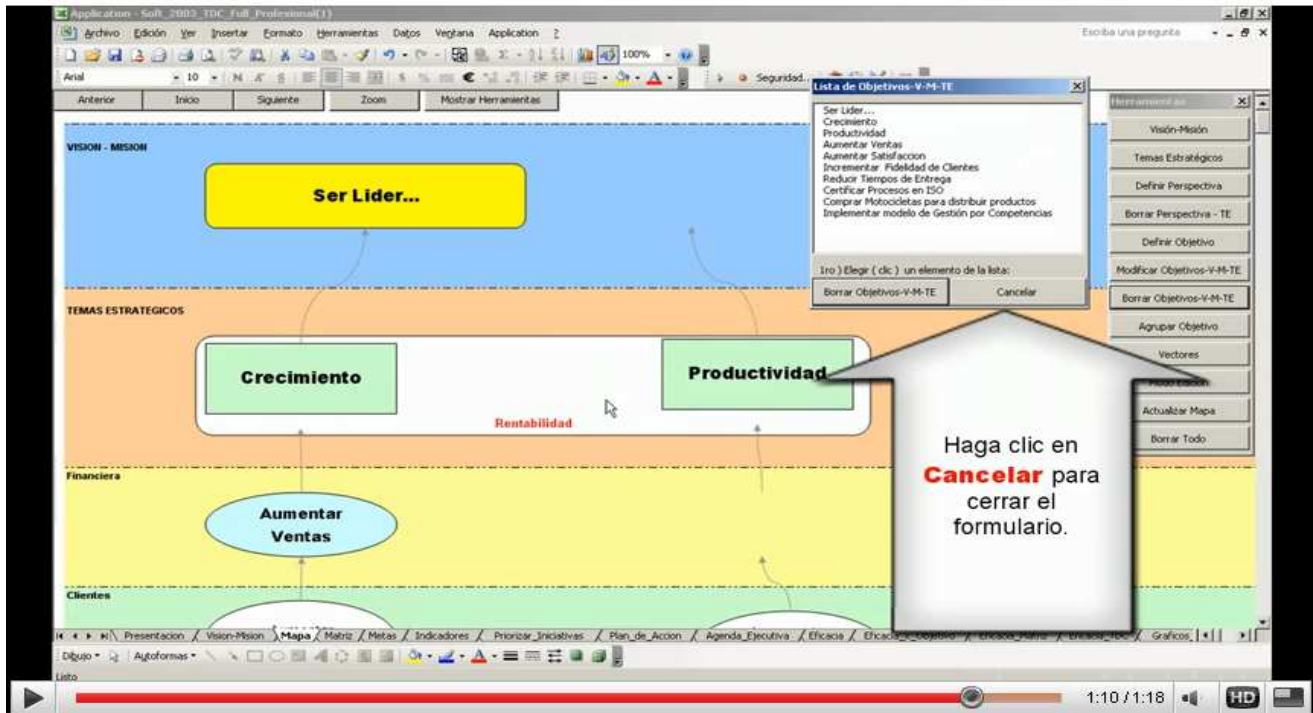 Application - Soft_2003_TDC_Full_Profesional(1)
Archivo Edición Ver Insertar Formato Herramientas Datos Ventana Application ?
Escriba una pregunta
100%
Arial 10 N K S € Seguridad...
Anterior Inicio Siguiente Zoom Mostrar Herramientas
VISION - MISION
Ser Lider...
TEMAS ESTRATEGICOS
Crecimiento
Productividad
Rentabilidad
Financiera
Aumentar
Ventas
Clientes
Lista de Objetivos-V-M-TE
Ser Lider...
Crecimiento
Productividad
Aumentar Ventas
Aumentar Satisfaccion
Incrementar Fidelidad de Clientes
Reducir Tiempos de Entrega
Certificar Procesos en ISO
Comprar Motocicletas para distribuir productos
Implementar modelo de Gestión por Competencias
1ro ) Elegir ( clic ) un elemento de la lista:
Borrar Objetivos-V-M-TE Cancelar
Herramientas
Visión-Misión
Temas Estratégicos
Definir Perspectiva
Borrar Perspectiva - TE
Definir Objetivo
Modificar Objetivos-V-M-TE
Borrar Objetivos-V-M-TE
Agrupar Objetivo
Vectores
Modo Edición
Actualizar Mapa
Borrar Todo
Haga clic en
Cancelar para
cerrar el
formulario.
Presentacion Vision-Mision Mapa Matriz Metas Indicadores Priorizar_Iniciativas Plan_de_Accion Agenda_Ejecutiva Eficacia Eficacia_x_Objetivo Eficacia_Matriz Eficacia_TDC Graficos
Dibujo Autoformas
Listo
1:10 / 1:18 HD